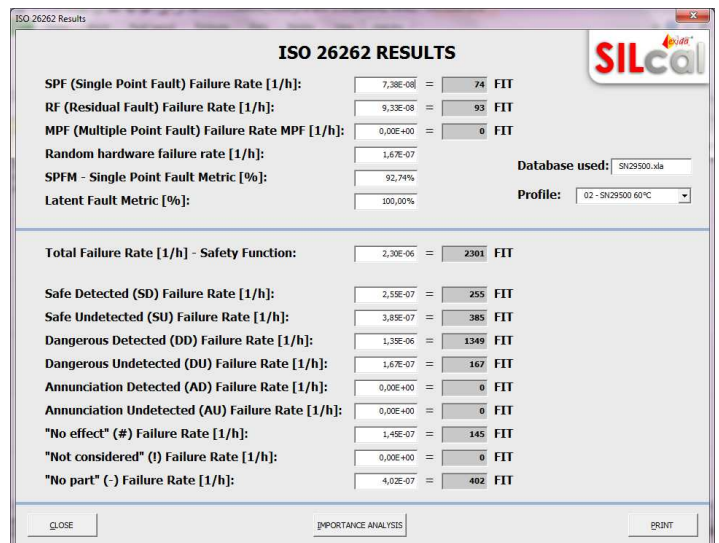 ISO 26262 Results
ISO 26262 RESULTS
exida
SILcal
SPF (Single Point Fault) Failure Rate [1/h]: 7,38E-08 = 74 FIT
RF (Residual Fault) Failure Rate [1/h]: 9,33E-08 = 93 FIT
MPF (Multiple Point Fault) Failure Rate MPF [1/h]: 0,00E+00 = 0 FIT
Random hardware failure rate [1/h]: 1,67E-07
Database used: SN29500.xla
SPFM - Single Point Fault Metric [%]: 92,74%
Profile: 02 - SN29500 60°C
Latent Fault Metric [%]: 100,00%
Total Failure Rate [1/h] - Safety Function: 2,30E-06 = 2301 FIT
Safe Detected (SD) Failure Rate [1/h]: 2,55E-07 = 255 FIT
Safe Undetected (SU) Failure Rate [1/h]: 3,85E-07 = 385 FIT
Dangerous Detected (DD) Failure Rate [1/h]: 1,35E-06 = 1349 FIT
Dangerous Undetected (DU) Failure Rate [1/h]: 1,67E-07 = 167 FIT
Annunciation Detected (AD) Failure Rate [1/h]: 0,00E+00 = 0 FIT
Annunciation Undetected (AU) Failure Rate [1/h]: 0,00E+00 = 0 FIT
"No effect" (#) Failure Rate [1/h]: 1,45E-07 = 145 FIT
"Not considered" (!) Failure Rate [1/h]: 0,00E+00 = 0 FIT
"No part" (-) Failure Rate [1/h]: 4,02E-07 = 402 FIT
CLOSE IMPORTANCE ANALYSIS PRINT